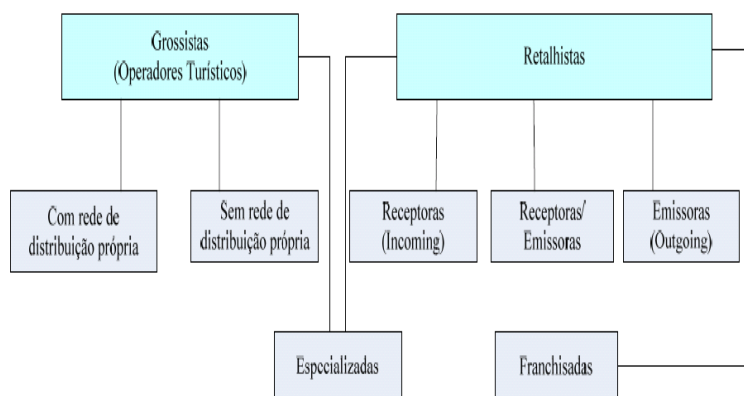 Grossistas
(Operadores Turísticos)
Retalhistas
Com rede de
distribuição própria
Sem rede de
distribuição própria
Receptoras
(Incoming)
Receptoras/
Emissoras
Emissoras
(Outgoing)
Especializadas
Franchisadas